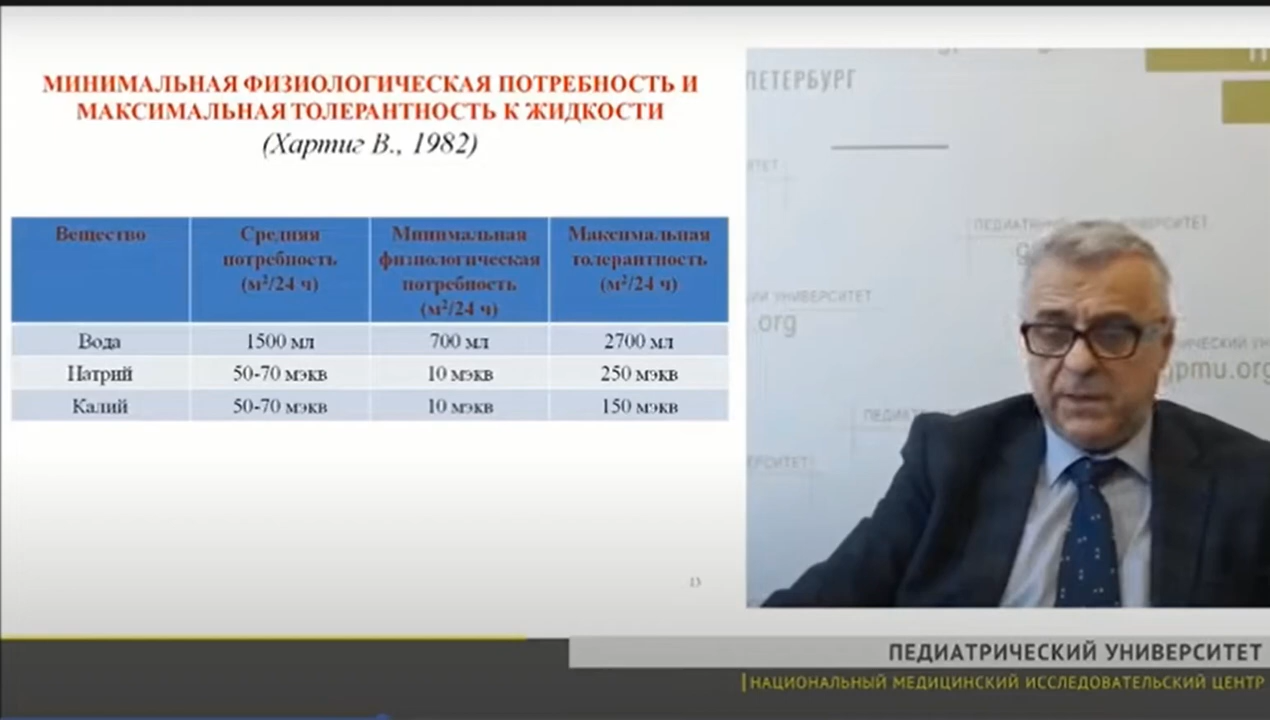 МИНИМАЛЬНАЯ ФИЗИОЛОГИЧЕСКАЯ ПОТРЕБНОСТЬ И
МАКСИМАЛЬНАЯ ТОЛЕРАНТНОСТЬ К ЖИДКОСТИ
(Хартиг В., 1982)
Вещество Средняя потребность (м²/24 ч) Минимальная физиологическая потребность (м²/24 ч) Максимальная толерантность (м²/24 ч)
Вода 1500 мл 700 мл 2700 мл
Натрий 50-70 мэкв 10 мэкв 250 мэкв
Калий 50-70 мэкв 10 мэкв 150 мэкв
13
ПЕТЕРБУРГ
УНИВЕРСИТЕТ
УНИВЕРСИТЕТ
.org
gpmu.org
ПЕДИАТРИЧЕСКИЙ УНИВЕРСИТЕТ
НАЦИОНАЛЬНЫЙ МЕДИЦИНСКИЙ ИССЛЕДОВАТЕЛЬСКИЙ ЦЕНТР